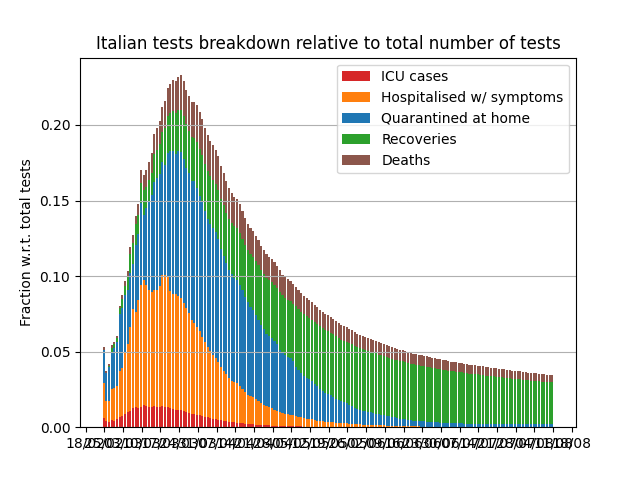 Italian tests breakdown relative to total number of tests
ICU cases
Hospitalised w/ symptoms
Quarantined at home
Recoveries
Deaths
Fraction w.r.t. total tests
0.20
0.15
0.10
0.05
0.00